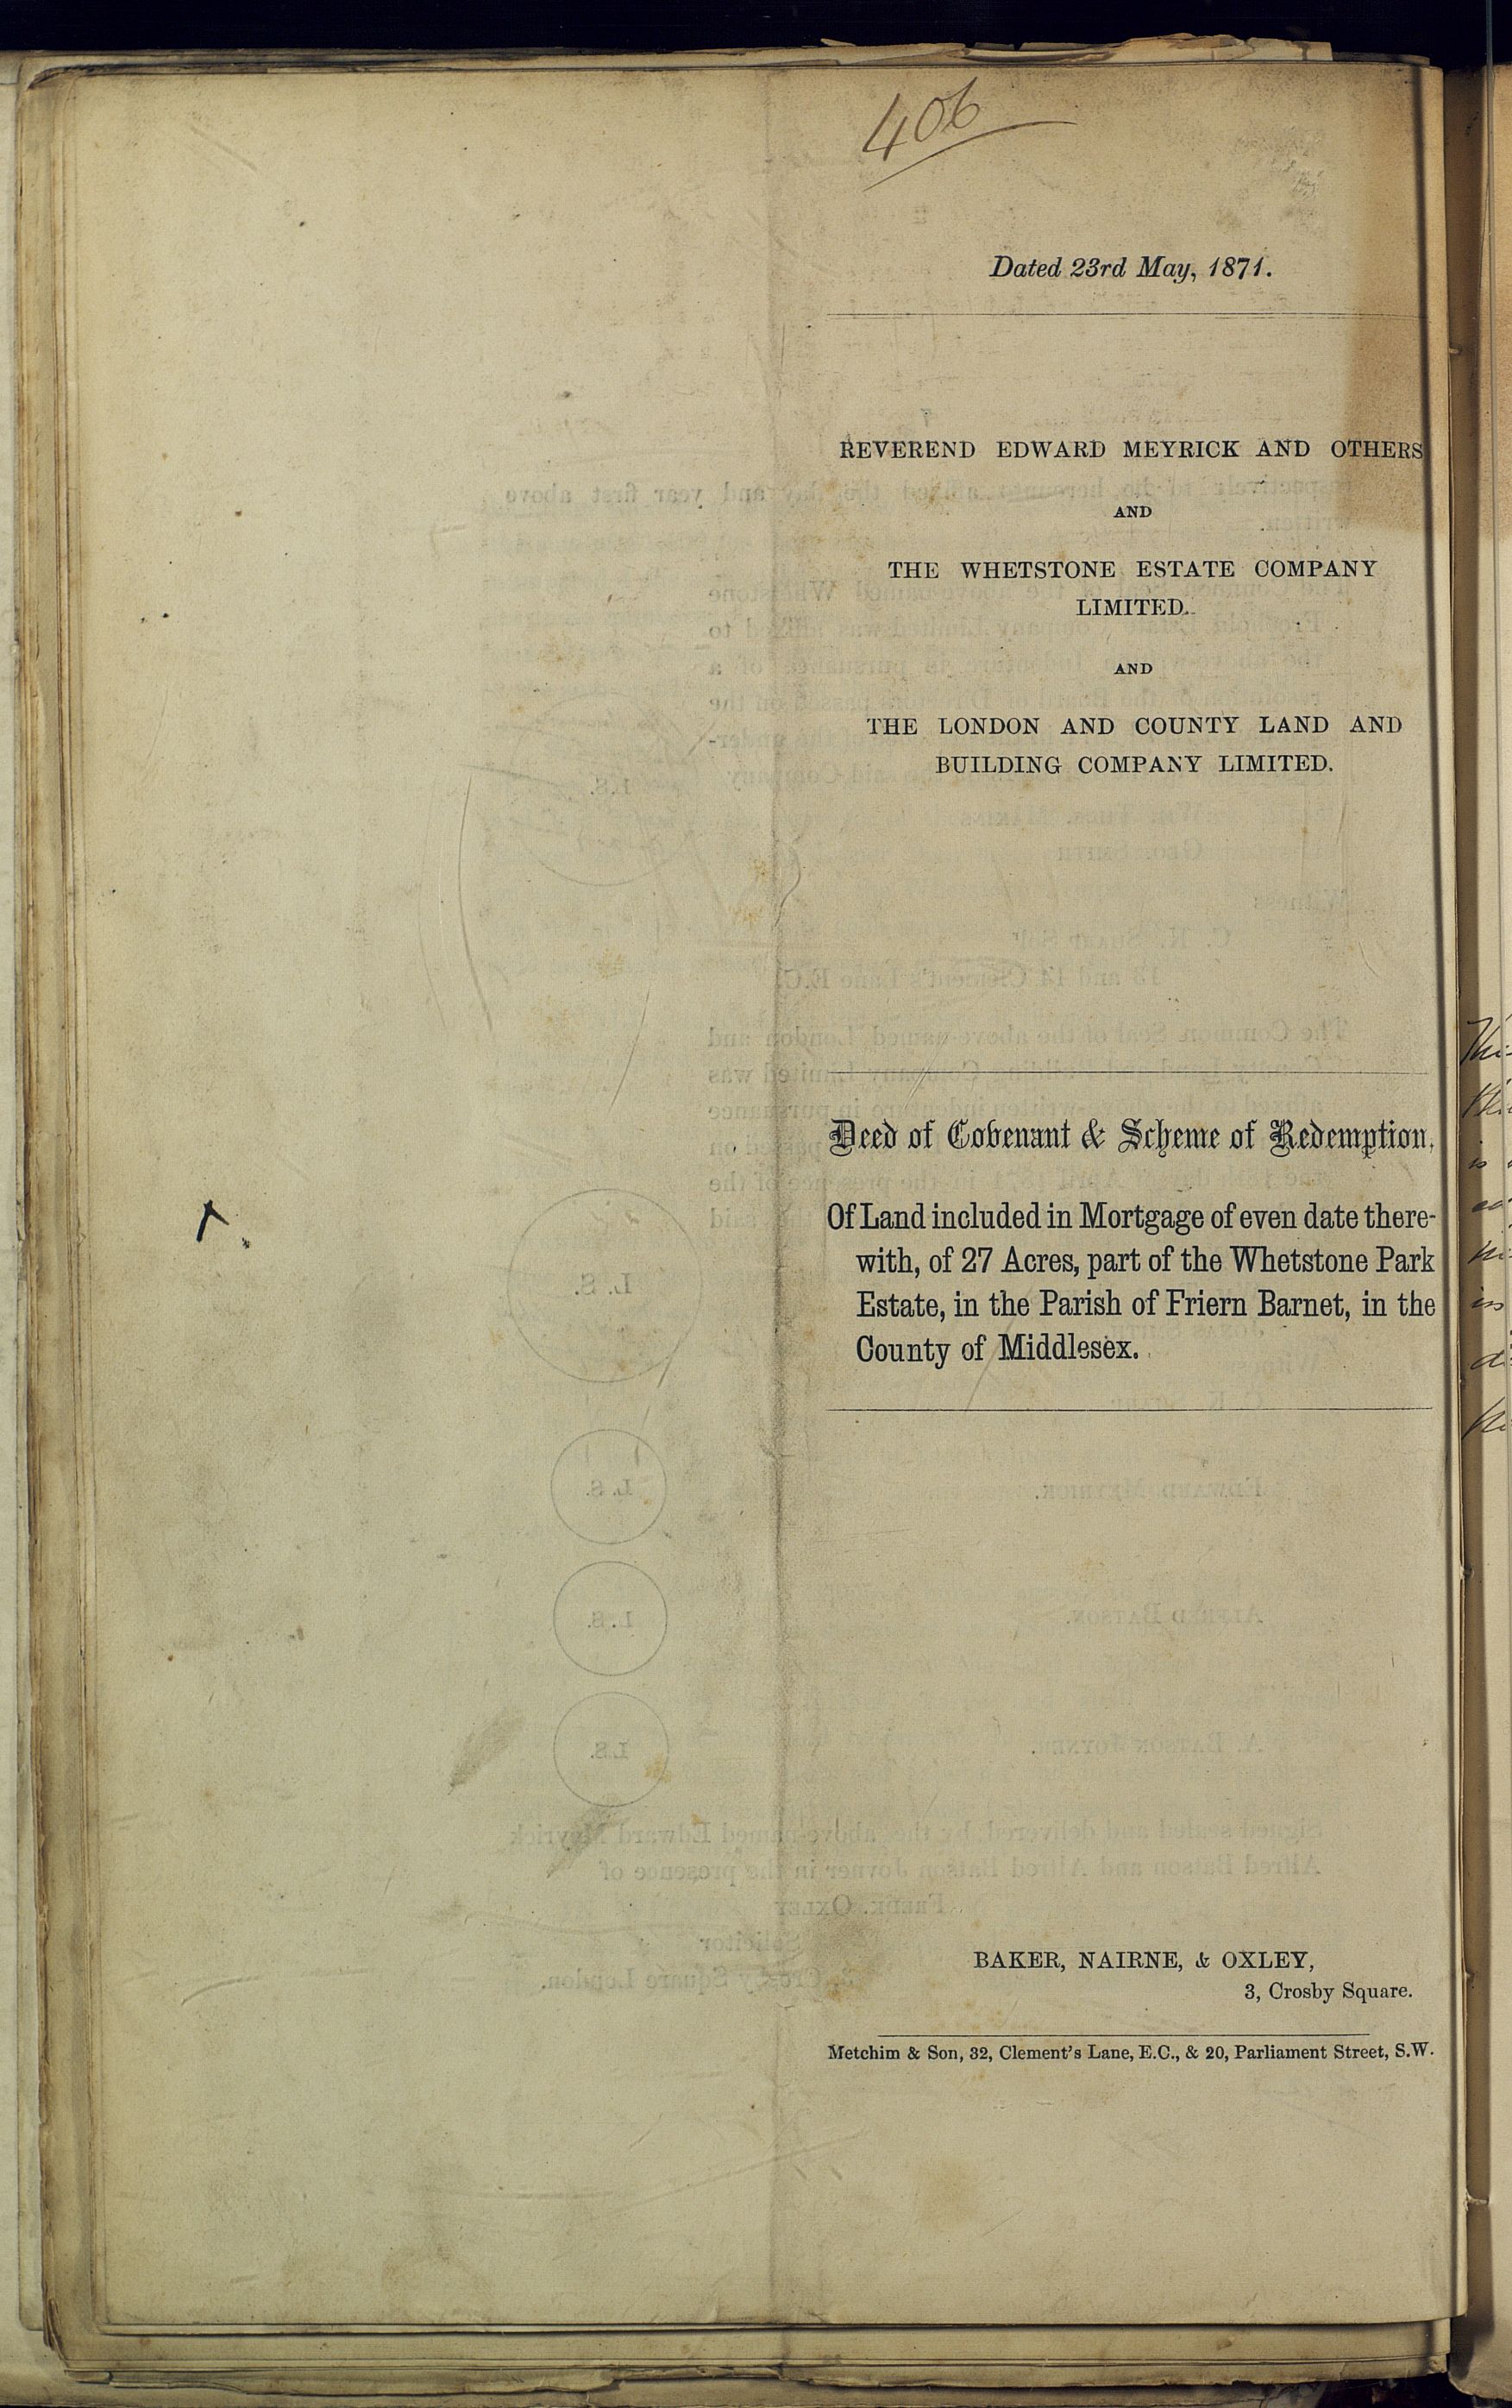 406
Dated 23rd May, 1871.
REVEREND EDWARD MEYRICK AND OTHERS
AND
THE WHETSTONE ESTATE COMPANY
LIMITED.
AND
THE LONDON AND COUNTY LAND AND
BUILDING COMPANY LIMITED.
Deed of Covenant & Scheme of Redemption,
Of Land included in Mortgage of even date there-
with, of 27 Acres, part of the Whetstone Park
Estate, in the Parish of Friern Barnet, in the
County of Middlesex.
BAKER, NAIRNE, & OXLEY,
3, Crosby Square.
Metchim & Son, 32, Clement's Lane, E.C., & 20, Parliament Street, S.W.